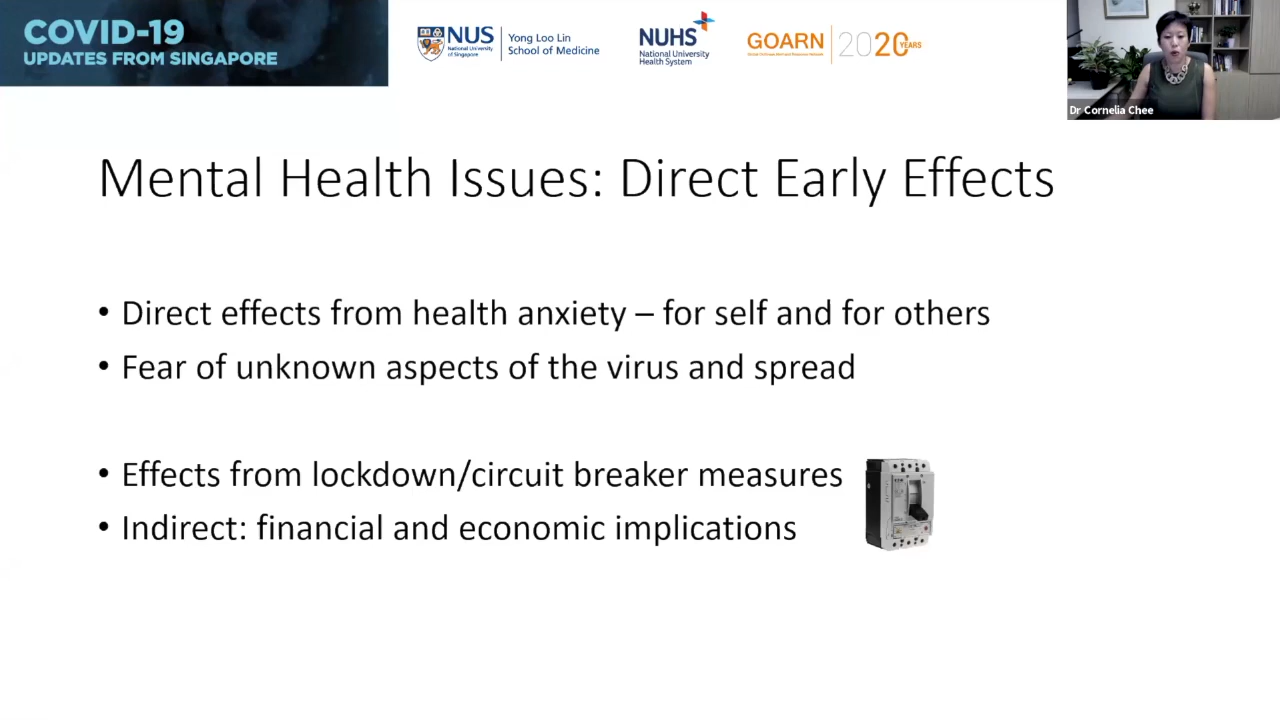 COVID-19
UPDATES FROM SINGAPORE
NUS
National University
of Singapore
Yong Loo Lin
School of Medicine
NUHS
National University
Health System
GOARN
2020 YEARS
Dr Cornelia Chee
Mental Health Issues: Direct Early Effects
• Direct effects from health anxiety – for self and for others
• Fear of unknown aspects of the virus and spread
• Effects from lockdown/circuit breaker measures
• Indirect: financial and economic implications